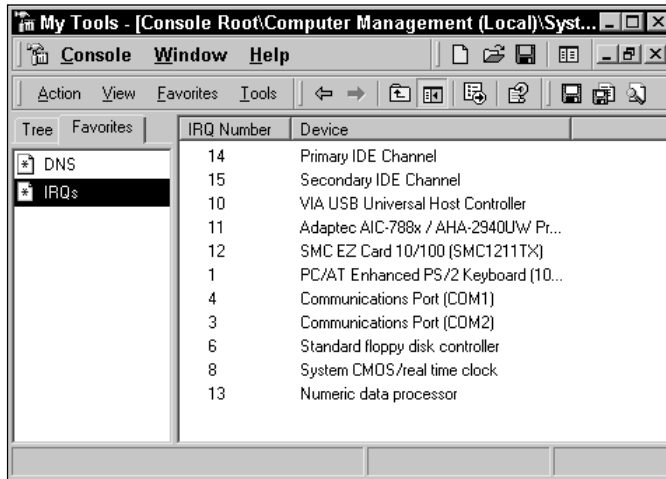 My Tools - [Console Root\Computer Management (Local)\Syst...
Console Window Help
Action View Favorites Tools
Tree Favorites
DNS
IRQs
IRQ Number Device
14 Primary IDE Channel
15 Secondary IDE Channel
10 VIA USB Universal Host Controller
11 Adaptec AIC-788x / AHA-2940UW Pr...
12 SMC EZ Card 10/100 (SMC1211TX)
1 PC/AT Enhanced PS/2 Keyboard (10...
4 Communications Port (COM1)
3 Communications Port (COM2)
6 Standard floppy disk controller
8 System CMOS/real time clock
13 Numeric data processor